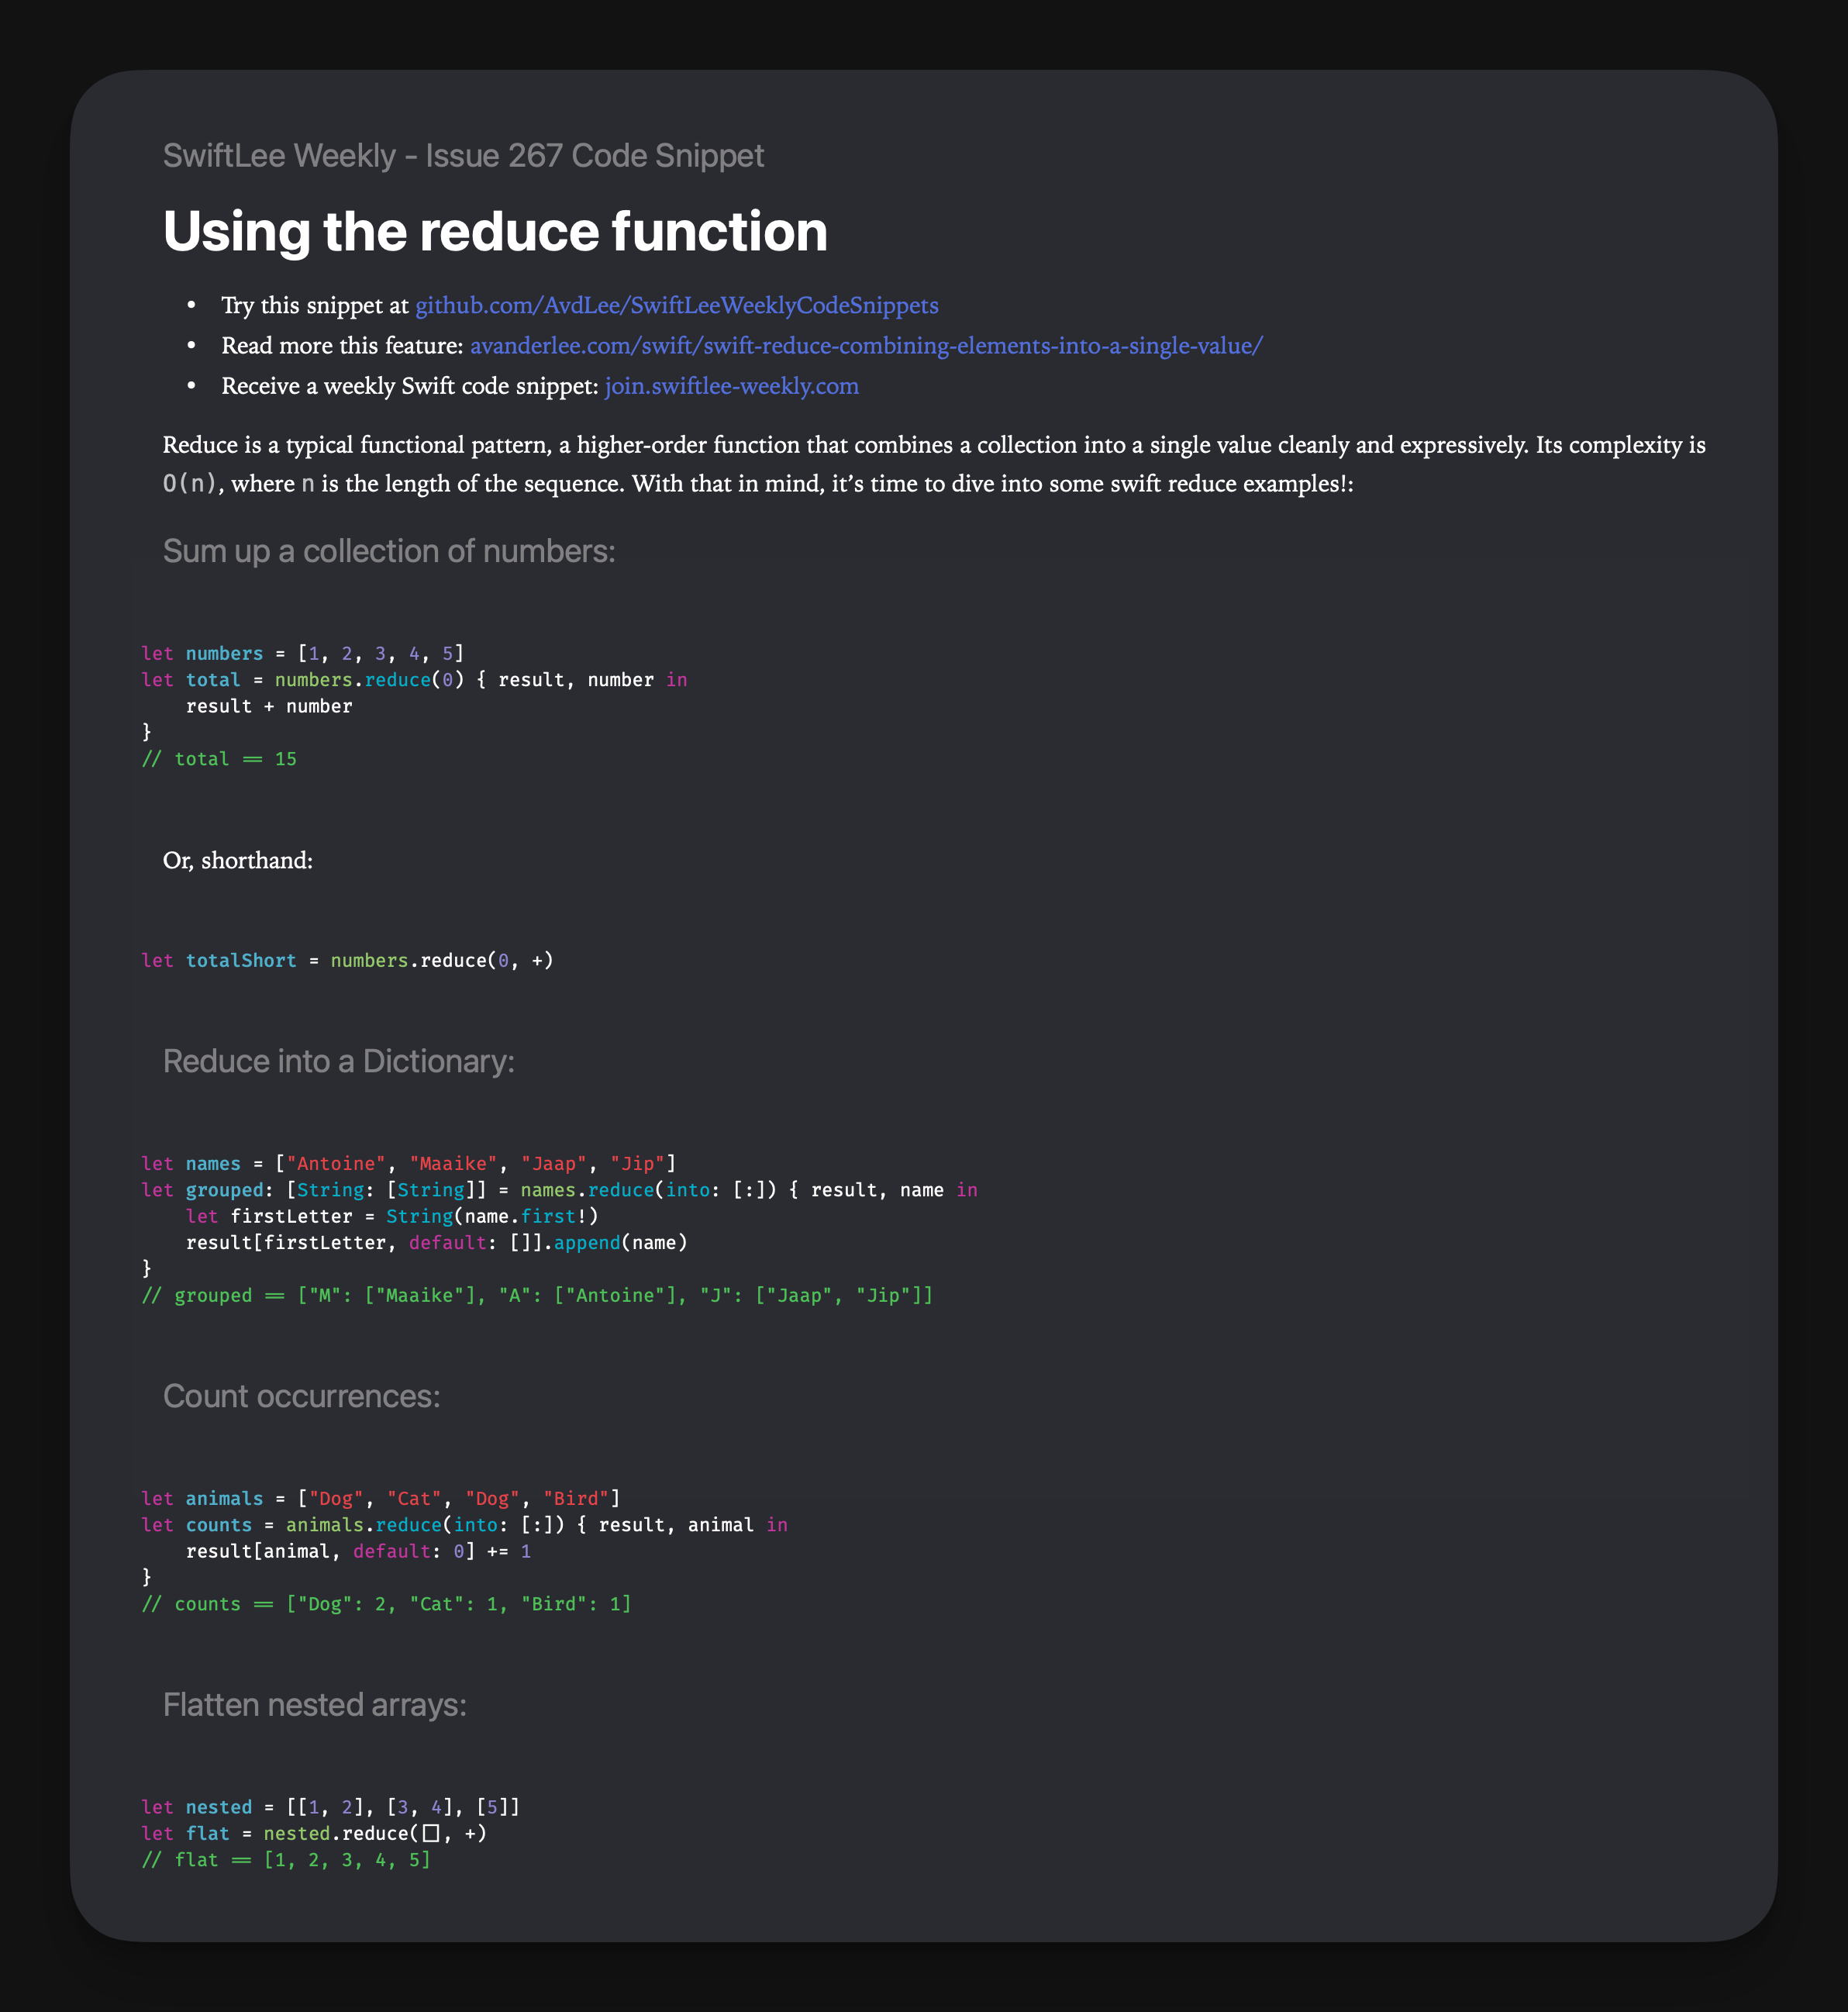 SwiftLee Weekly - Issue 267 Code Snippet
Using the reduce function
• Try this snippet at github.com/AvdLee/SwiftLeeWeeklyCodeSnippets
• Read more this feature: avanderlee.com/swift/swift-reduce-combining-elements-into-a-single-value/
• Receive a weekly Swift code snippet: join.swiftlee-weekly.com
Reduce is a typical functional pattern, a higher-order function that combines a collection into a single value cleanly and expressively. Its complexity is
O(n), where n is the length of the sequence. With that in mind, it’s time to dive into some swift reduce examples!:
Sum up a collection of numbers:
let numbers = [1, 2, 3, 4, 5]
let total = numbers.reduce(0) { result, number in
    result + number
}
// total == 15
Or, shorthand:
let totalShort = numbers.reduce(0, +)
Reduce into a Dictionary:
let names = ["Antoine", "Maaike", "Jaap", "Jip"]
let grouped: [String: [String]] = names.reduce(into: [:]) { result, name in
    let firstLetter = String(name.first!)
    result[firstLetter, default: []].append(name)
}
// grouped == ["M": ["Maaike"], "A": ["Antoine"], "J": ["Jaap", "Jip"]]
Count occurrences:
let animals = ["Dog", "Cat", "Dog", "Bird"]
let counts = animals.reduce(into: [:]) { result, animal in
    result[animal, default: 0] += 1
}
// counts == ["Dog": 2, "Cat": 1, "Bird": 1]
Flatten nested arrays:
let nested = [[1, 2], [3, 4], [5]]
let flat = nested.reduce([], +)
// flat == [1, 2, 3, 4, 5]